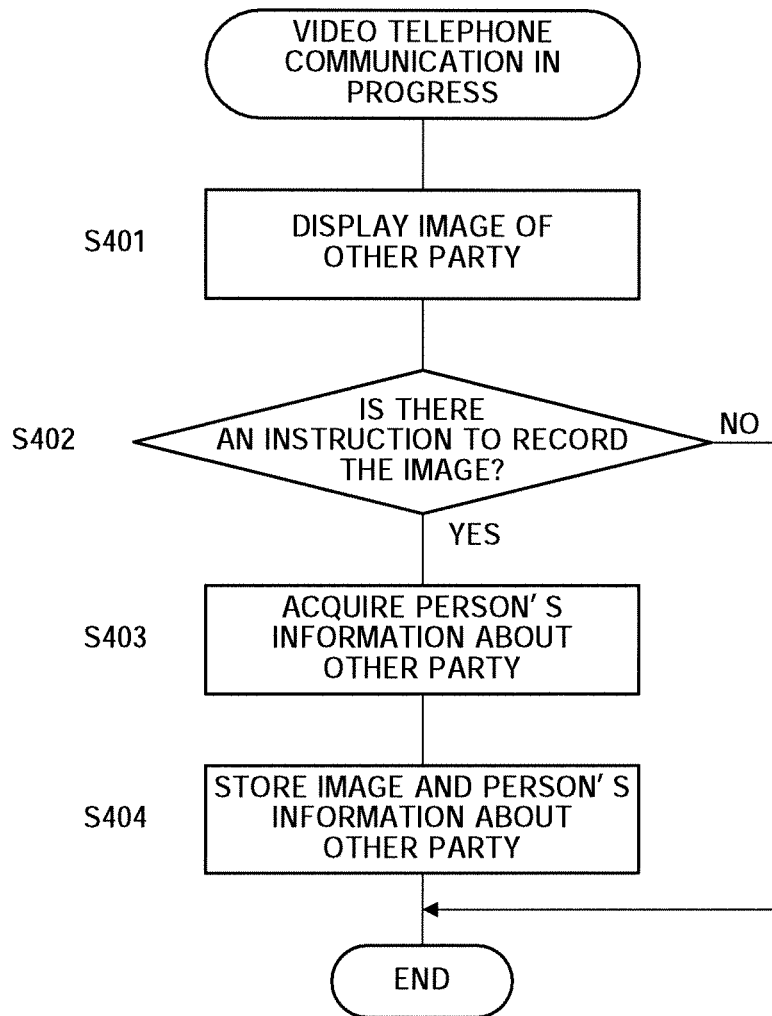 VIDEO TELEPHONE
COMMUNICATION IN
PROGRESS
S401
DISPLAY IMAGE OF
OTHER PARTY
S402
IS THERE
AN INSTRUCTION TO RECORD
THE IMAGE?
NO
YES
S403
ACQUIRE PERSON'S
INFORMATION ABOUT
OTHER PARTY
S404
STORE IMAGE AND PERSON'S
INFORMATION ABOUT
OTHER PARTY
END